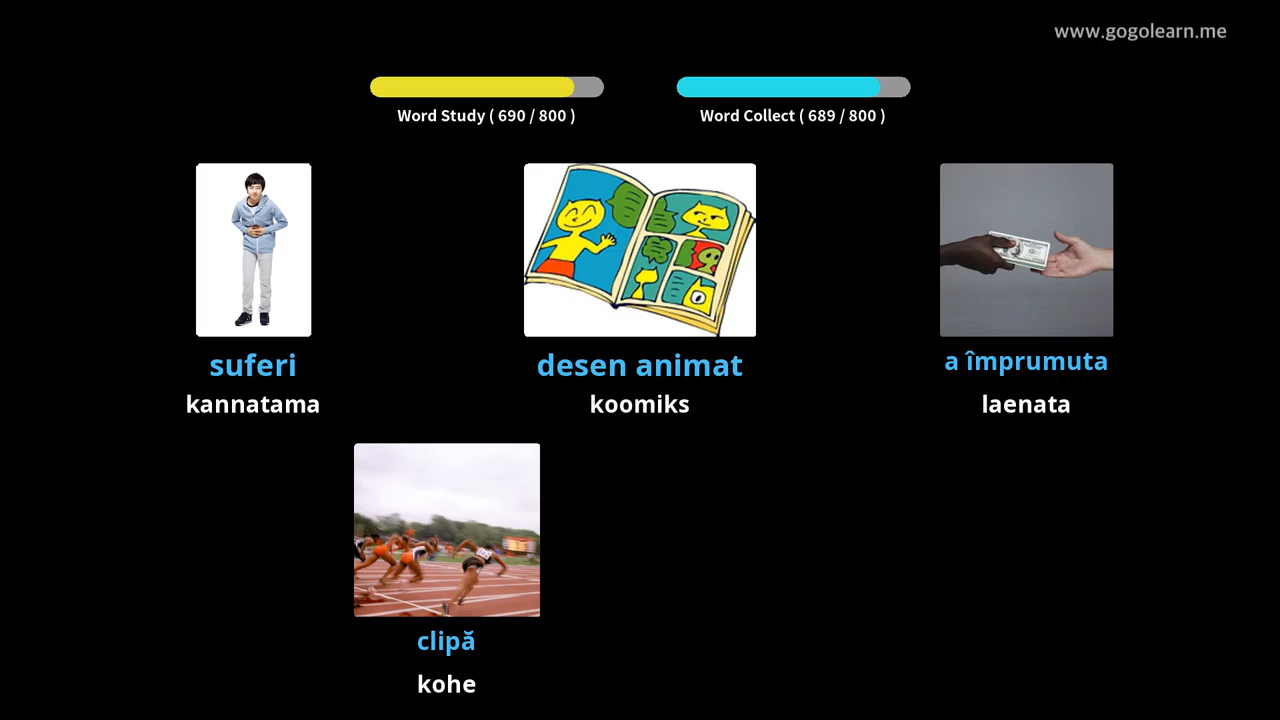 www.gogolearn.me
Word Study ( 690 / 800 )
Word Collect ( 689 / 800 )
suferi
kannatama
desen animat
koomiks
a împrumuta
laenata
clipă
kohe